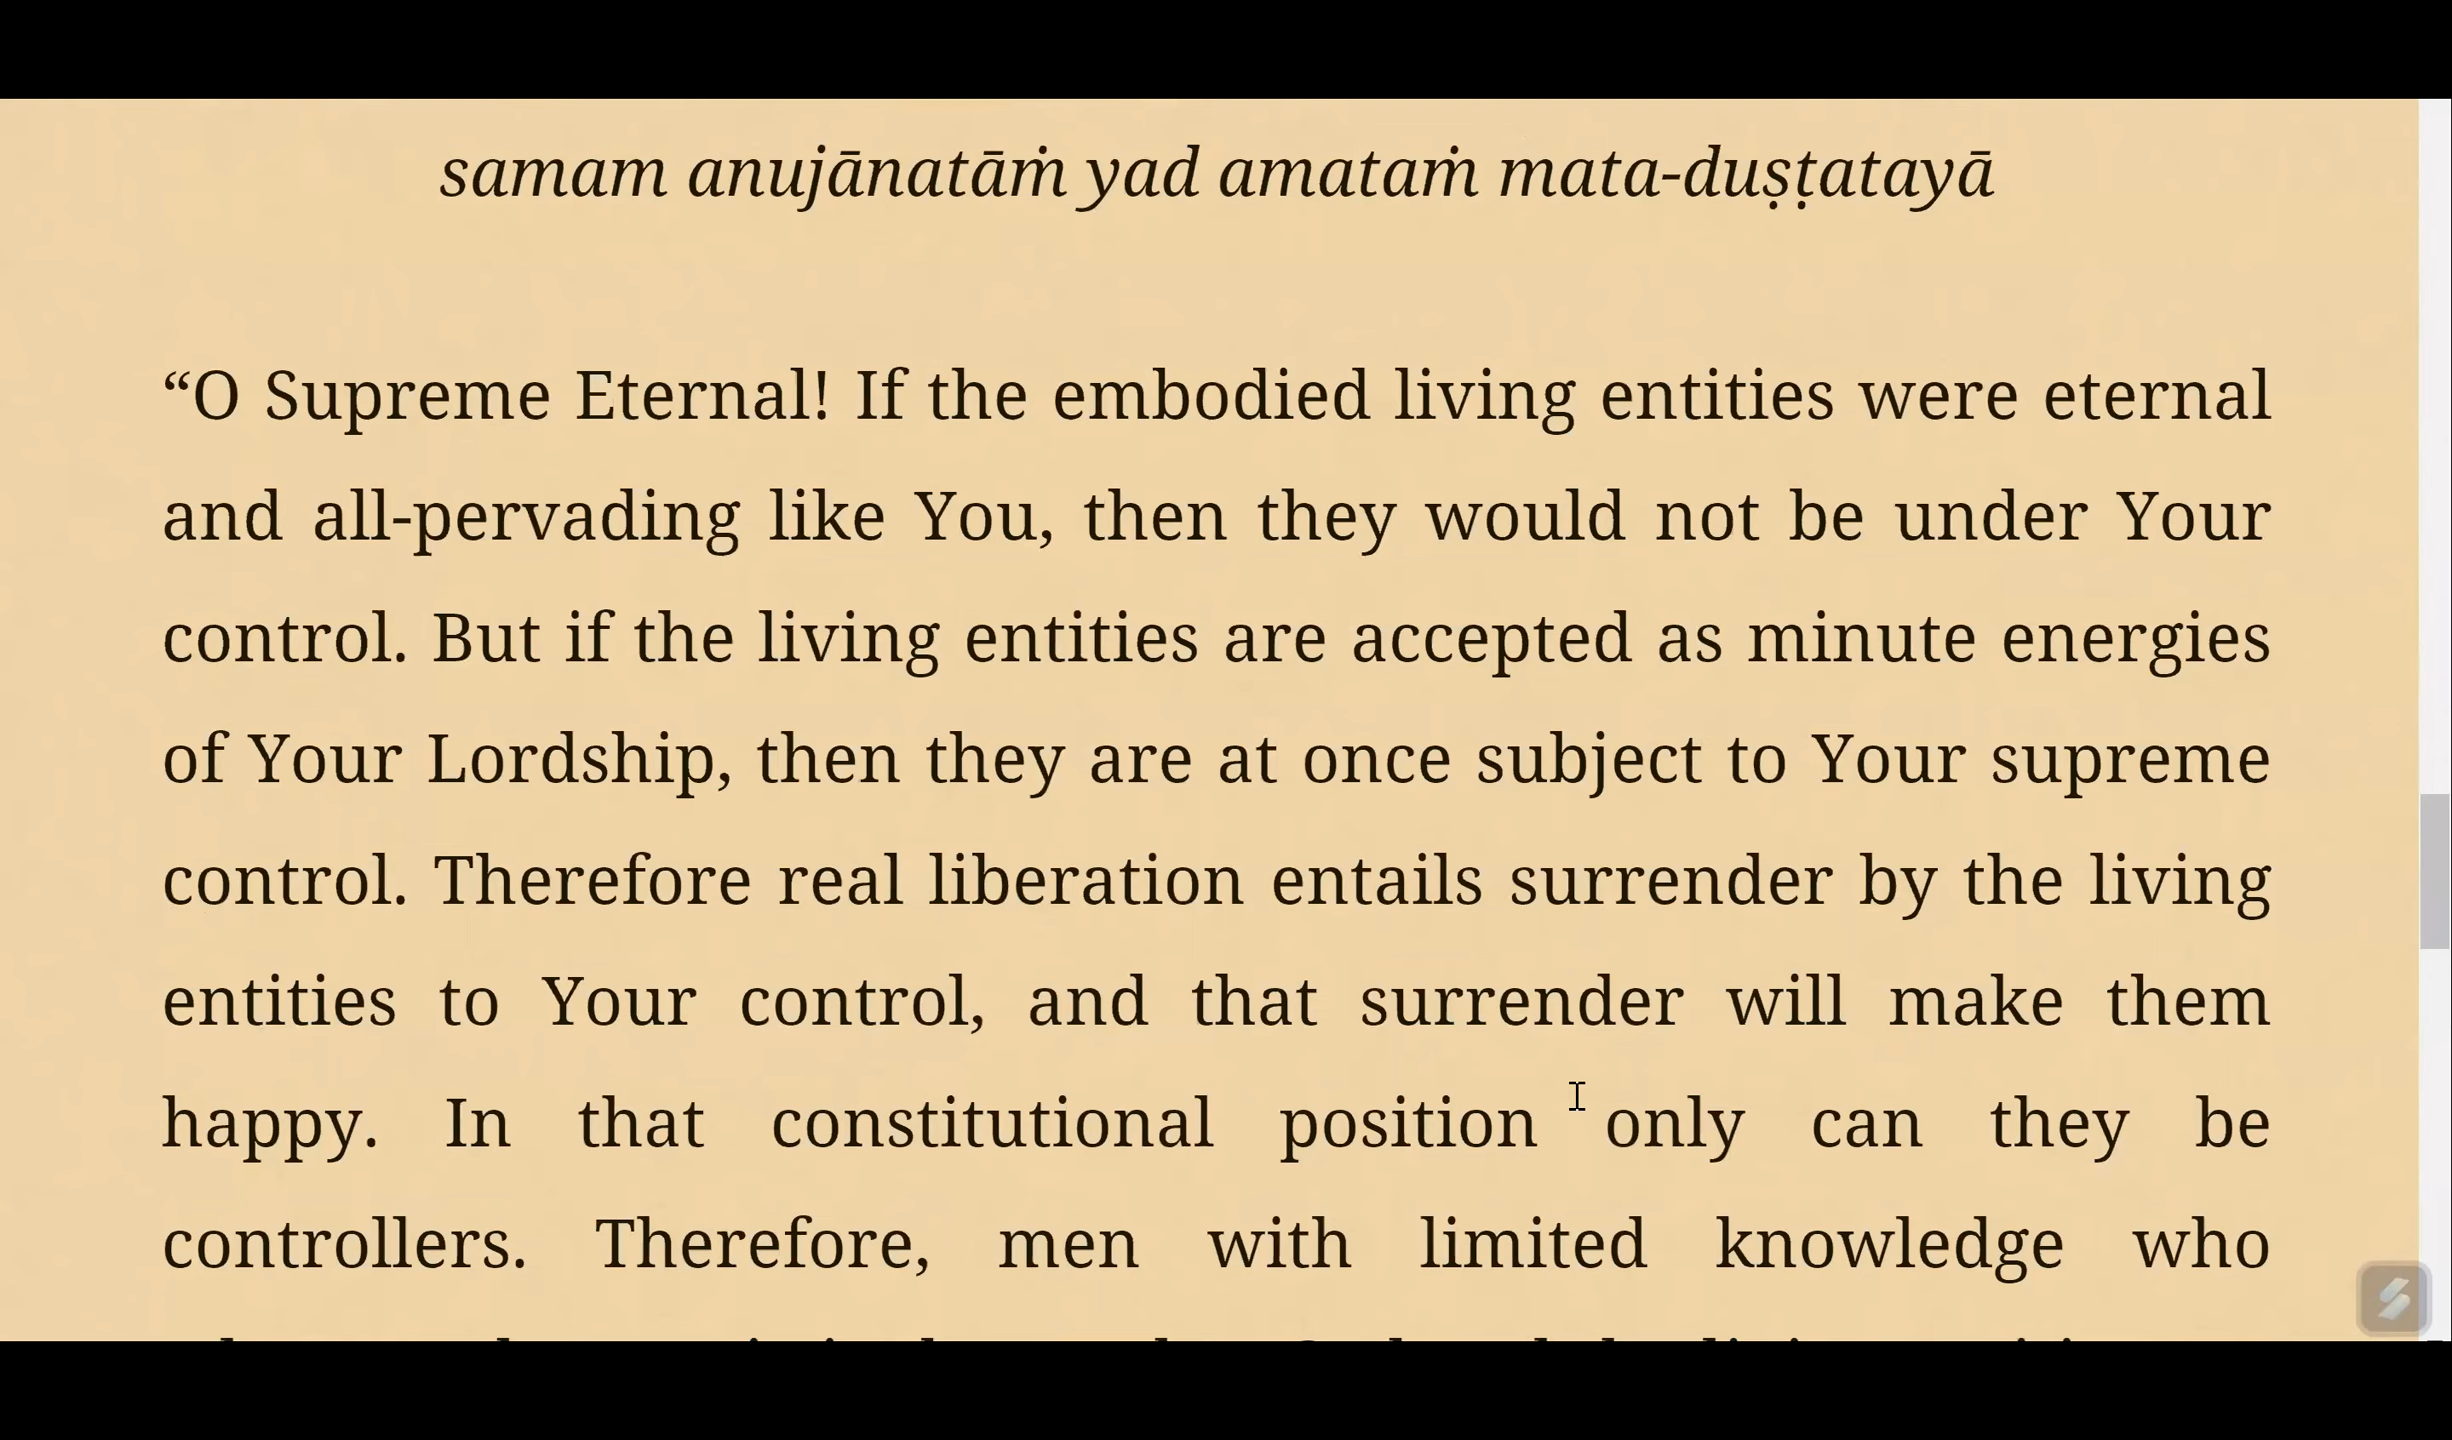 samam anujānatāṁ yad amataṁ mata-duṣṭatayā
“O Supreme Eternal! If the embodied living entities were eternal
and all-pervading like You, then they would not be under Your
control. But if the living entities are accepted as minute energies
of Your Lordship, then they are at once subject to Your supreme
control. Therefore real liberation entails surrender by the living
entities to Your control, and that surrender will make them
happy. In that constitutional position only can they be
controllers. Therefore, men with limited knowledge who